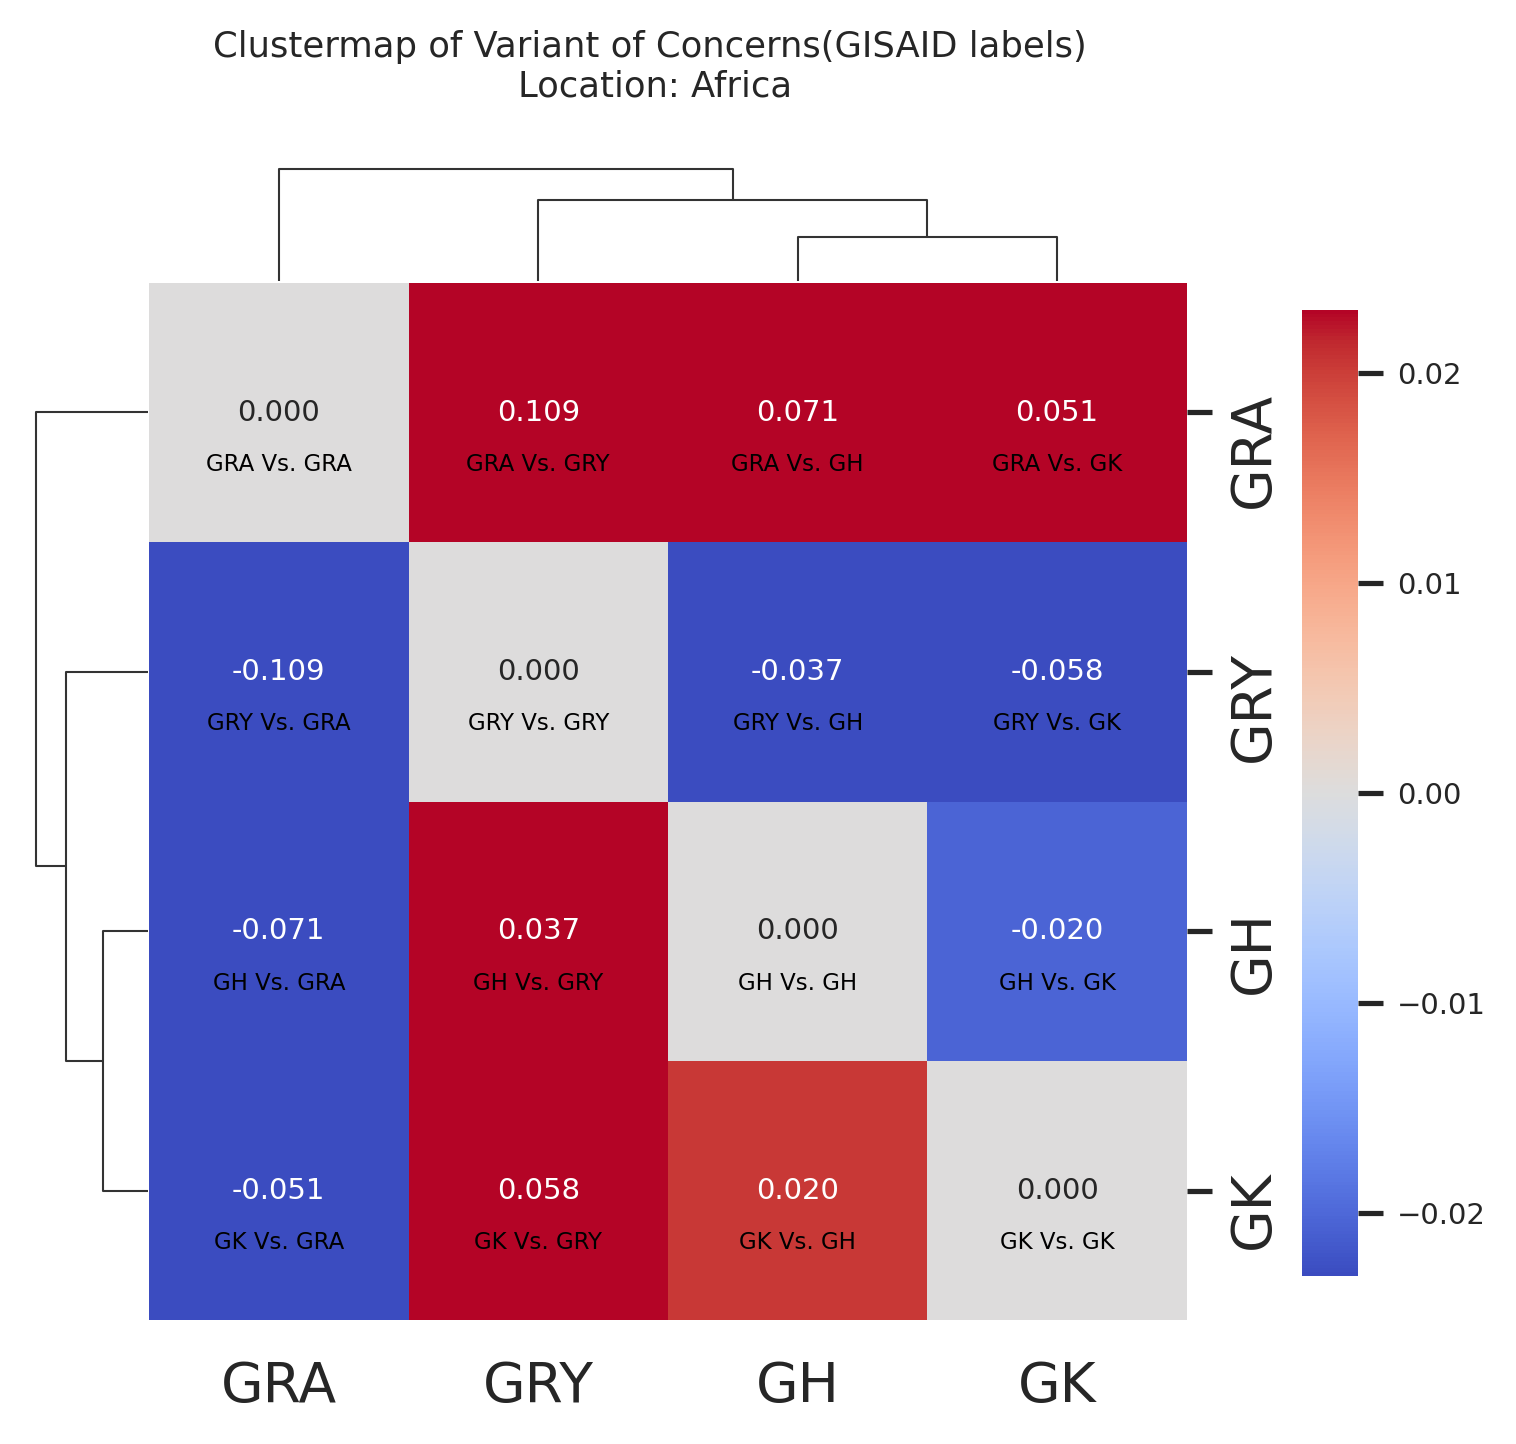 Clustermap of Variant of Concerns(GISAID labels)
Location: Africa
0.000
0.109
0.071
0.051
GRA Vs. GRA
GRA Vs. GRY
GRA Vs. GH
GRA Vs. GK
GRA
-0.109
0.000
-0.037
-0.058
GRY Vs. GRA
GRY Vs. GRY
GRY Vs. GH
GRY Vs. GK
GRY
-0.071
0.037
0.000
-0.020
GH Vs. GRA
GH Vs. GRY
GH Vs. GH
GH Vs. GK
GH
-0.051
0.058
0.020
0.000
GK Vs. GRA
GK Vs. GRY
GK Vs. GH
GK Vs. GK
GK
GRA
GRY
GH
GK
0.02
0.01
0.00
−0.01
−0.02